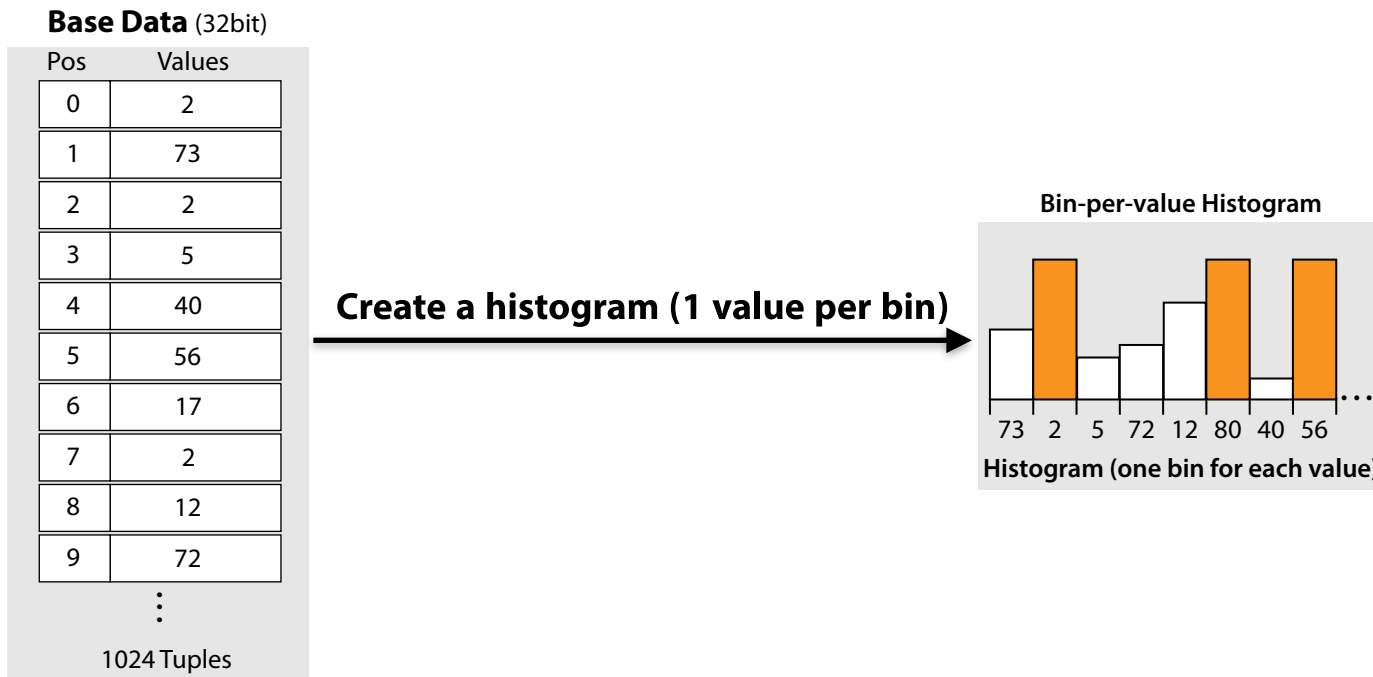 Base Data (32bit)
Pos Values
0 2
1 73
2 2
3 5
4 40
5 56
6 17
7 2
8 12
9 72
⋮
1024 Tuples
Create a histogram (1 value per bin)
Bin-per-value Histogram
...
73 2 5 72 12 80 40 56
Histogram (one bin for each value)